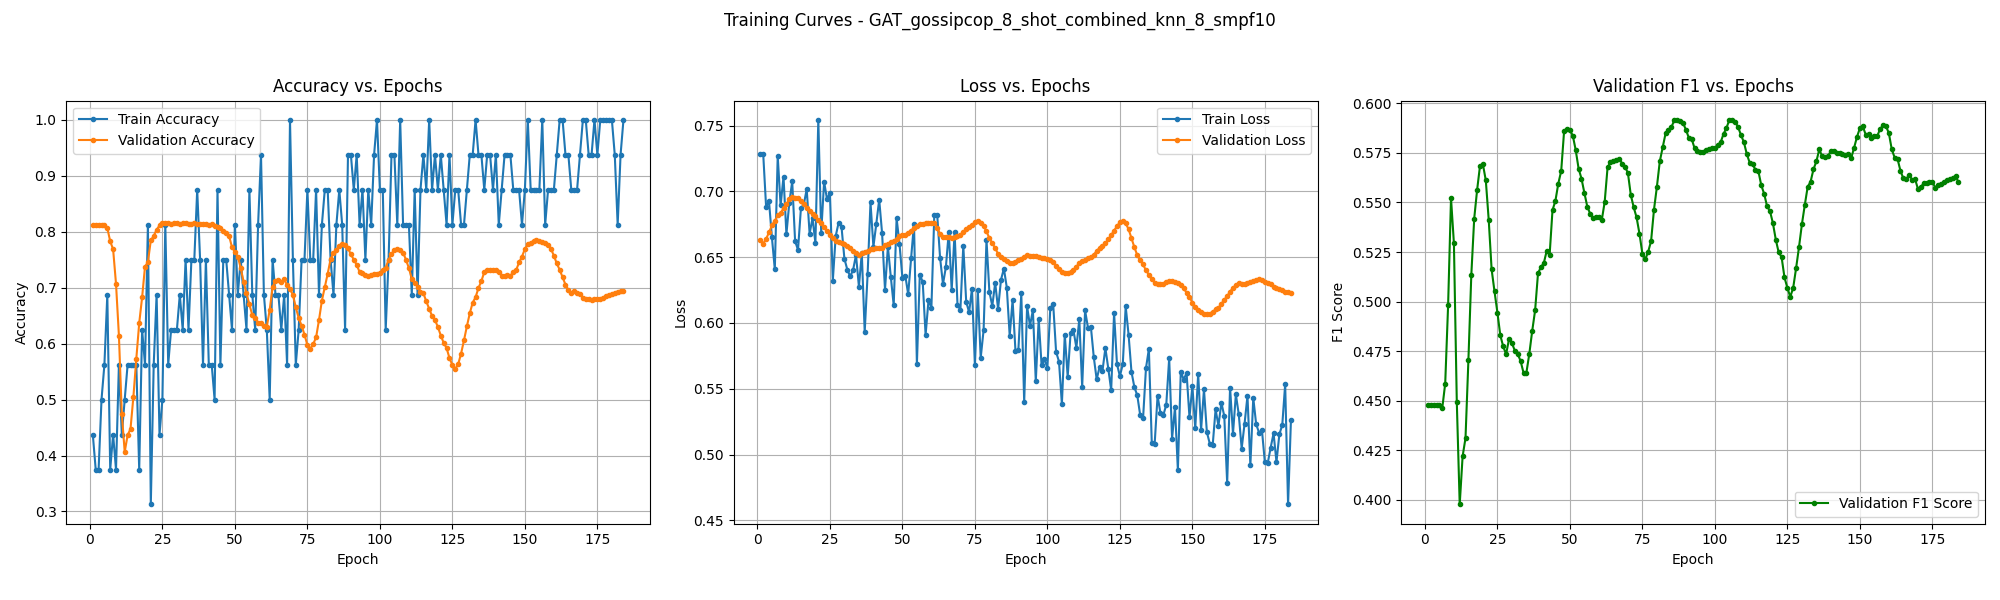 Training Curves - GAT_gossipcop_8_shot_combined_knn_8_smpf10
Accuracy vs. Epochs
Train Accuracy
Validation Accuracy
1.0
0.9
0.8
0.7
0.6
0.5
0.4
0.3
Accuracy
0 25 50 75 100 125 150 175
Epoch
Loss vs. Epochs
Train Loss
Validation Loss
0.75
0.70
0.65
0.60
0.55
0.50
0.45
Loss
0 25 50 75 100 125 150 175
Epoch
Validation F1 vs. Epochs
0.600
0.575
0.550
0.525
0.500
0.475
0.450
0.425
0.400
F1 Score
Validation F1 Score
0 25 50 75 100 125 150 175
Epoch